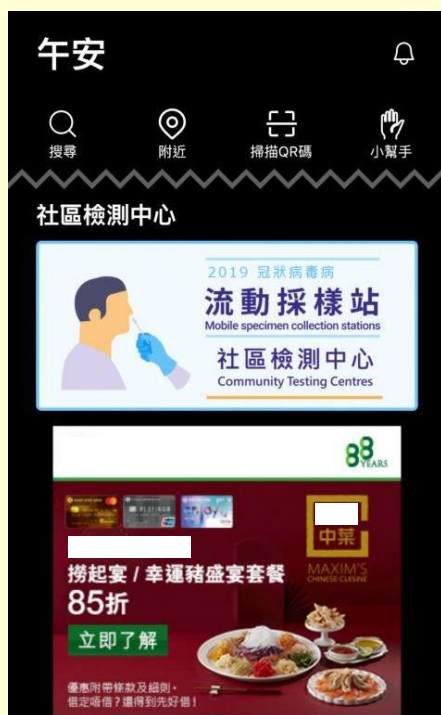 午安
搜尋
附近
掃描QR碼
小幫手
社區檢測中心
2019 冠狀病毒病
流動採樣站
Mobile specimen collection stations
社區檢測中心
Community Testing Centres
88
YEARS
PLATINUM
中菜
MAXIM'S
CHINESE CUISINE
撈起宴 / 幸運豬盛宴套餐
85折
立即了解
優惠附帶條款及細則。
借定唔借？還得到先好借！